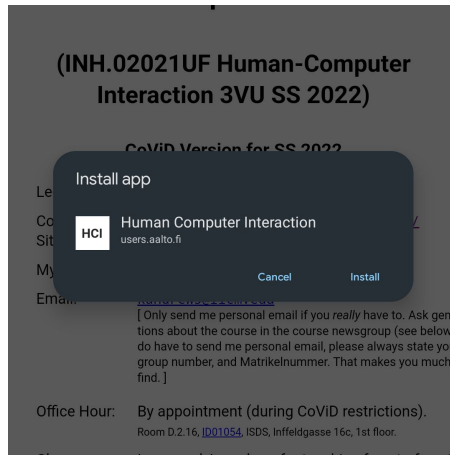 (INH.02021UF Human-Computer
Interaction 3VU SS 2022)
CoViD Version for SS 2022
Install app
HCI
Human Computer Interaction
users.aalto.fi
Cancel
Install
Le
Co
Sit
My
Email:
[ Only send me personal email if you really have to. Ask gen
tions about the course in the course newsgroup (see below
do have to send me personal email, please always state yo
group number, and Matrikelnummer. That makes you much
find. ]
Office Hour: By appointment (during CoViD restrictions).
Room D.2.16, ID01054, ISDS, Inffeldgasse 16c, 1st floor.